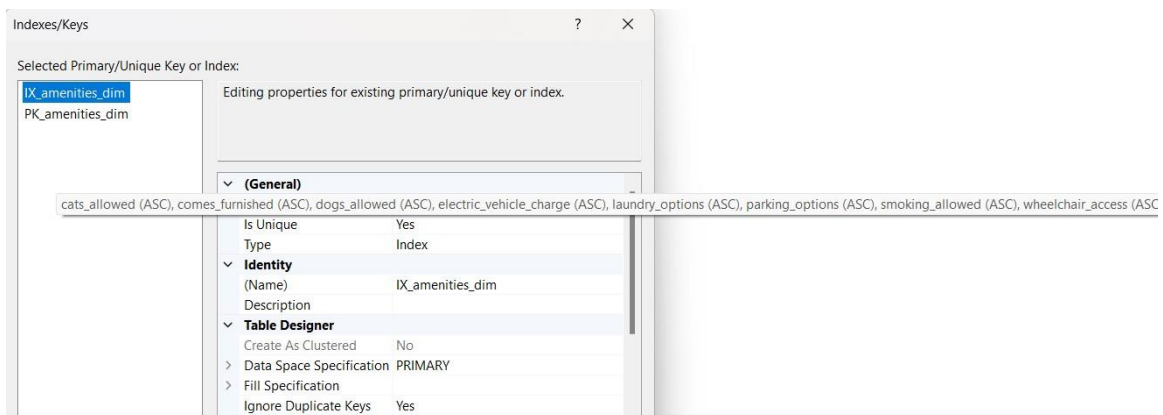 Indexes/Keys ? ×
Selected Primary/Unique Key or Index:
IX_amenities_dim
PK_amenities_dim
Editing properties for existing primary/unique key or index.
(General)
cats_allowed (ASC), comes_furnished (ASC), dogs_allowed (ASC), electric_vehicle_charge (ASC), laundry_options (ASC), parking_options (ASC), smoking_allowed (ASC), wheelchair_access (ASC
Is Unique Yes
Type Index
Identity
(Name) IX_amenities_dim
Description
Table Designer
Create As Clustered No
Data Space Specification PRIMARY
Fill Specification
Ignore Duplicate Keys Yes